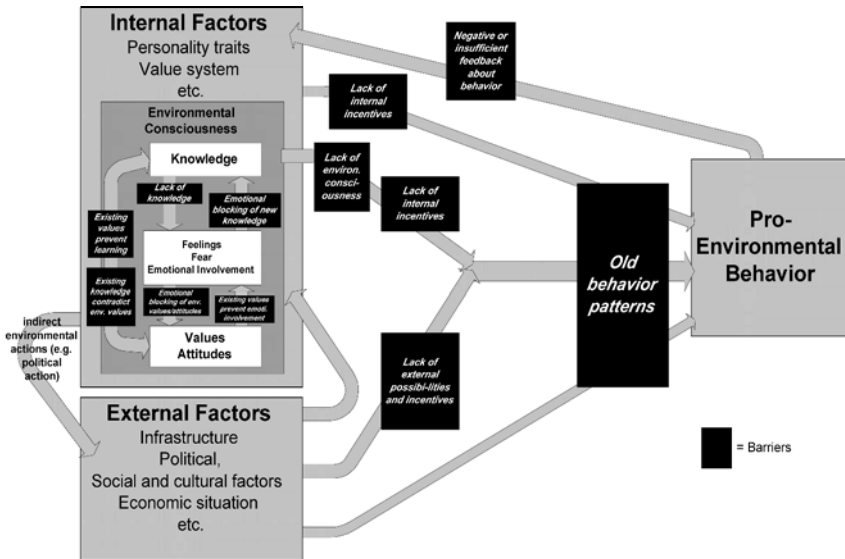 Internal Factors
Personality traits
Value system
etc.
Environmental
Consciousness
Knowledge
Lack of
knowledge
Emotional
blocking of new
knowledge
Existing
values
prevent
learning
Feelings
Fear
Emotional Involvement
Existing
knowledge
contradict
env. values
Emotional
blocking of env.
values/attitudes
Existing values
prevent emoti.
involvement
Values
Attitudes
indirect
environmental
actions (e.g.
political
action)
External Factors
Infrastructure
Political,
Social and cultural factors
Economic situation
etc.
Negative or
insufficient
feedback
about
behavior
Lack of
internal
incentives
Lack of
environ.
consci-
ousness
Lack of
internal
incentives
Lack of
external
possibi-lities
and incentives
Old
behavior
patterns
Pro-
Environmental
Behavior
= Barriers